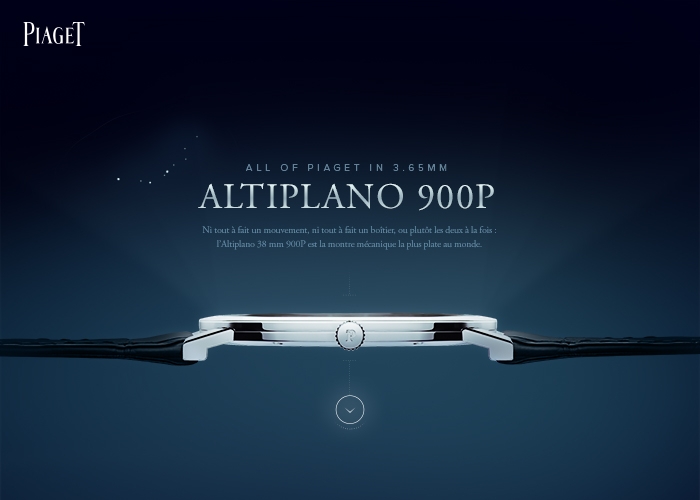 PIAGET
ALL OF PIAGET IN 3.65MM
ALTIPLANO 900P
Ni tout à fait un mouvement, ni tout à fait un boîtier, ou plutôt les deux à la fois :
l'Altiplano 38 mm 900P est la montre mécanique la plus plate au monde.
P